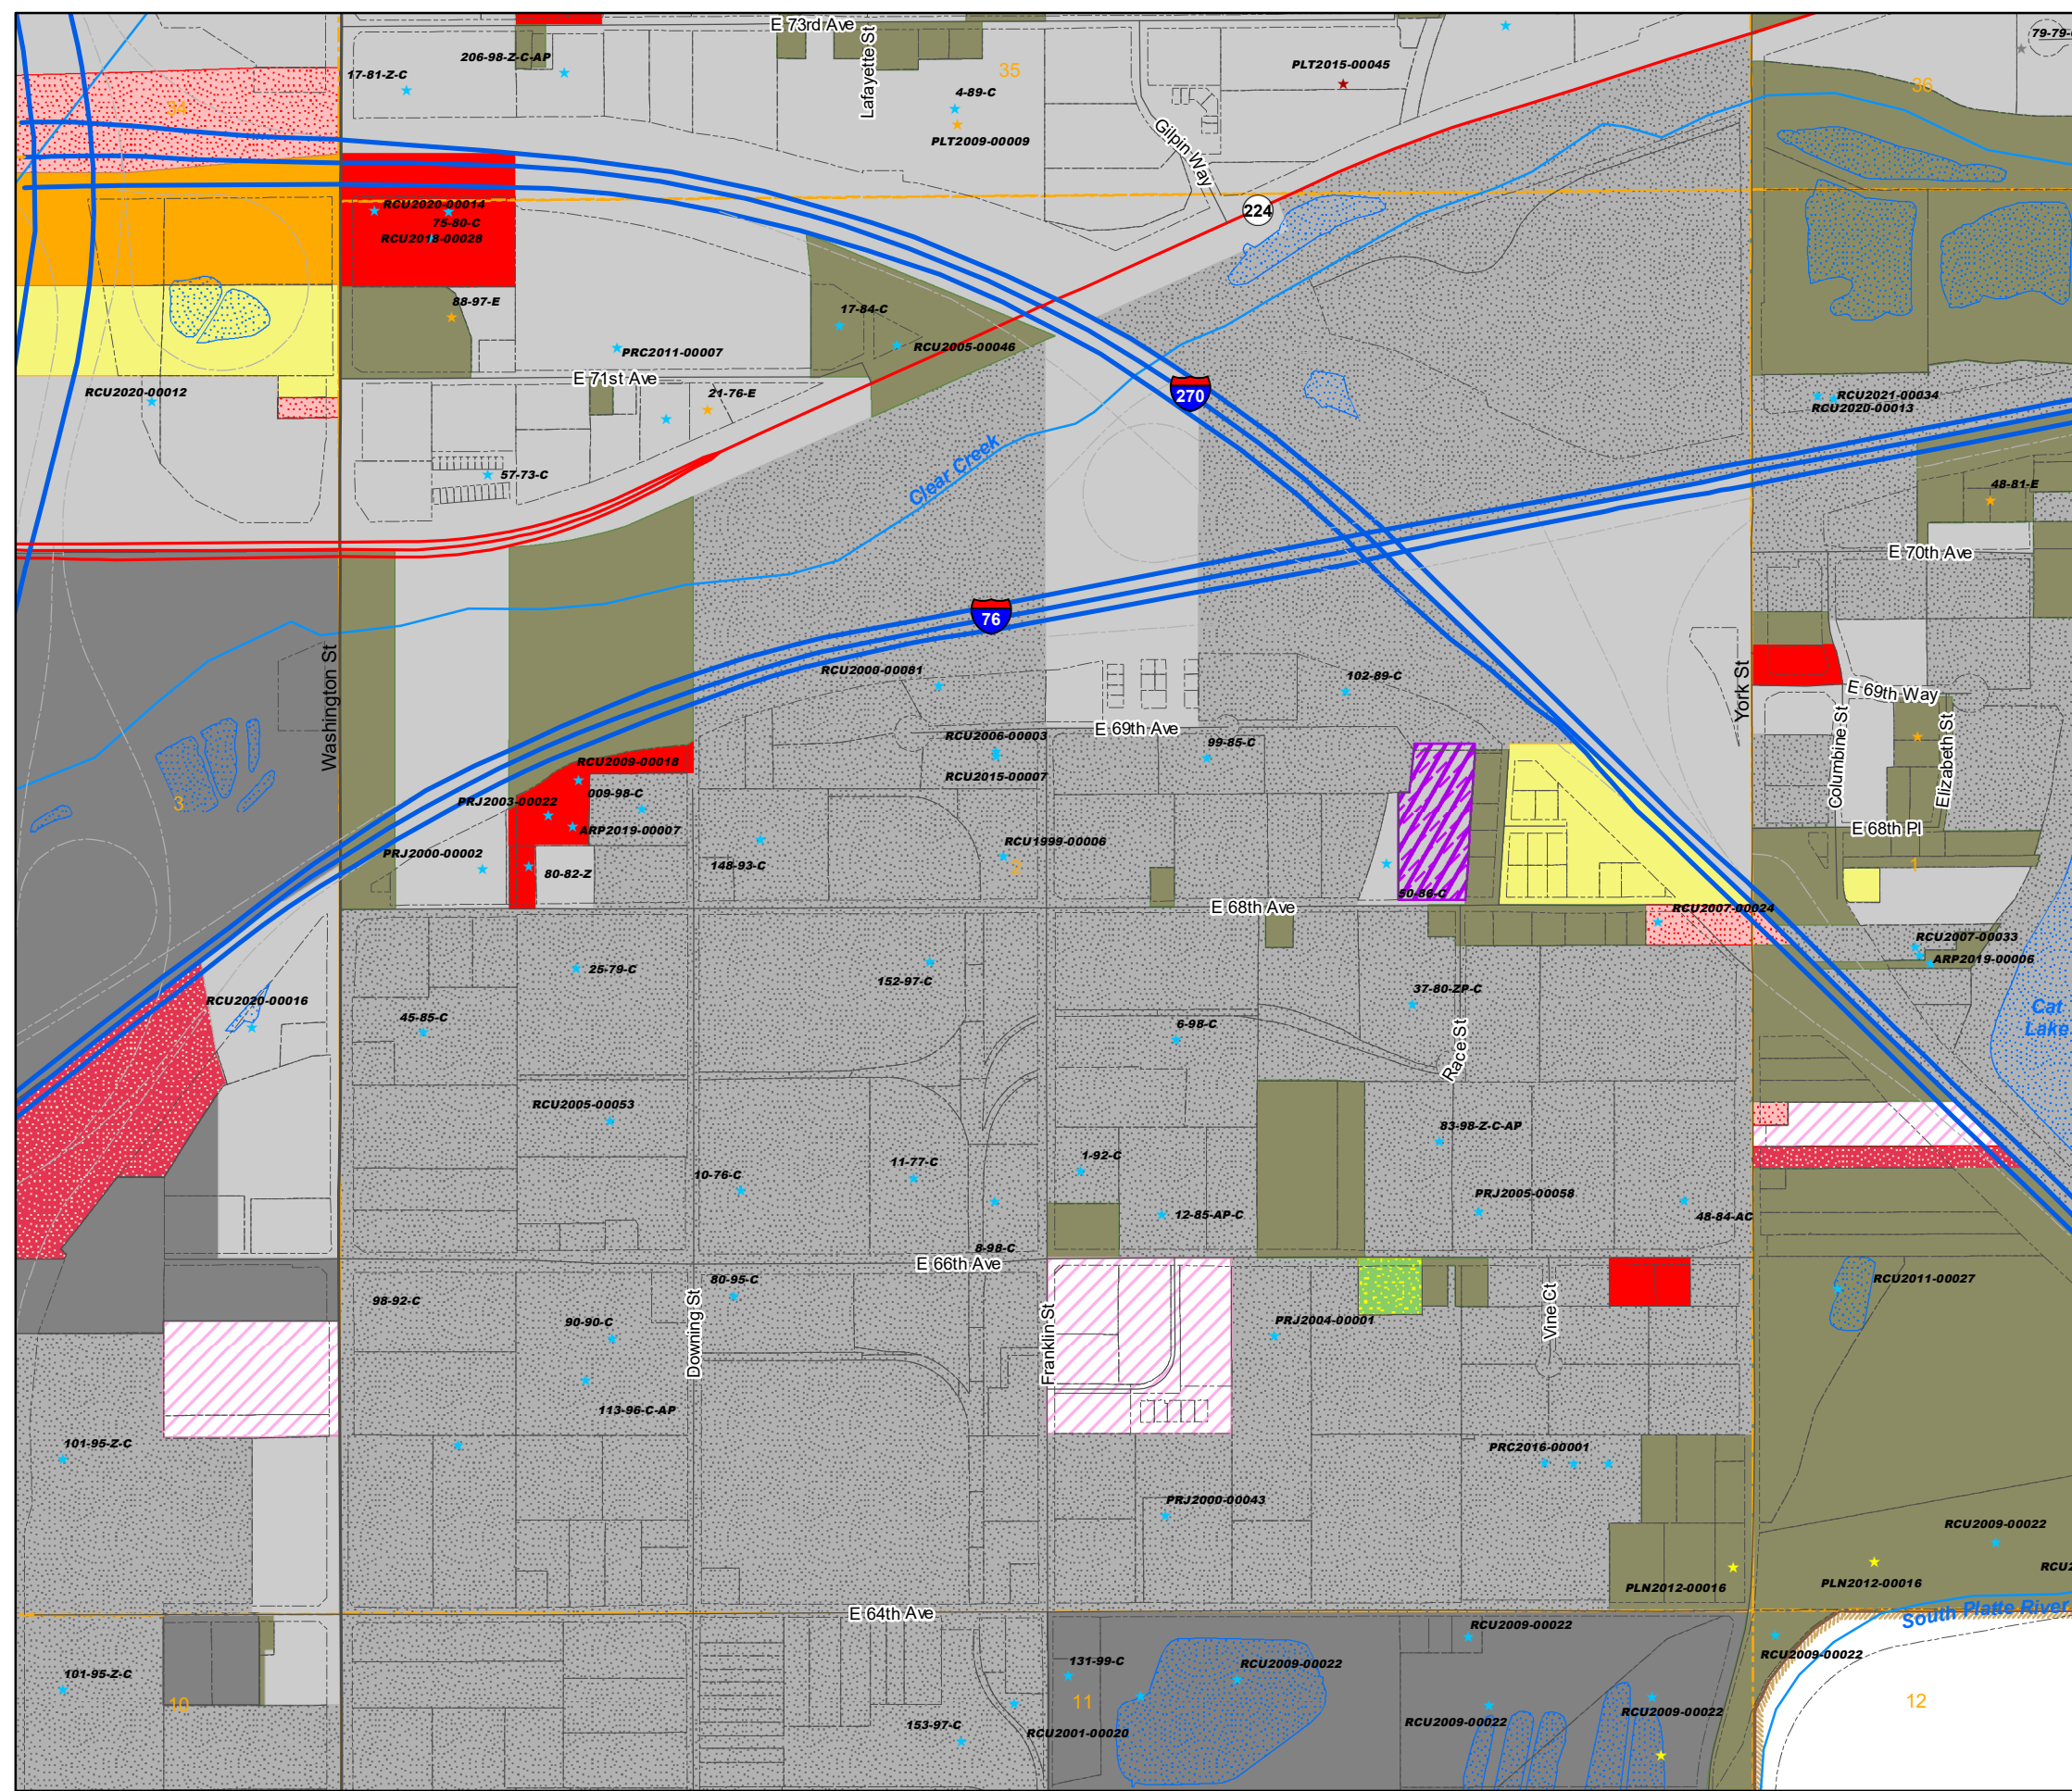 E 73rd Ave
Lafayette St
79-79-
206-98-Z-C-AP
17-81-Z-C
35
PLT2015-00045
36
34
4-89-C
PLT2009-00009
Gilpin Way
RCU2020-00014
75-80-C
RCU2018-00028
224
88-97-E
17-84-C
RCU2005-00046
PRC2011-00007
E 71st Ave
270
RCU2020-00012
21-76-E
RCU2021-00034
RCU2020-00013
Clear Creek
57-73-C
48-81-E
E 70th Ave
76
Washington St
RCU2000-00081
102-89-C
York St
E 69th Way
E 69th Ave
RCU2006-00003
99-85-C
RCU2015-00007
Columbine St
Elizabeth St
RCU2009-00018
009-98-C
PRJ2003-00022
ARP2019-00007
3
E 68th Pl
RCU1999-00006
PRJ2000-00002
148-93-C
2
1
80-82-Z
50-86-C
E 68th Ave
RCU2007-00024
RCU2007-00033
ARP2019-00006
25-79-C
152-97-C
37-80-ZP-C
RCU2020-00016
45-85-C
6-98-C
Cat
Lake
Race St
RCU2005-00053
83-98-Z-C-AP
1-92-C
11-77-C
10-76-C
PRJ2005-00058
12-85-AP-C
48-84-AC
8-98-C
E 66th Ave
80-95-C
RCU2011-00027
98-92-C
90-90-C
Downing St
Franklin St
PRJ2004-00001
Vine Ct
113-96-C-AP
101-95-Z-C
PRC2016-00001
PRJ2000-00043
RCU2009-00022
RCU2
PLN2012-00016
PLN2012-00016
E 64th Ave
South Platte River
RCU2009-00022
RCU2009-00022
131-99-C
RCU2009-00022
101-95-Z-C
10
11
12
153-97-C
RCU2001-00020
RCU2009-00022
RCU2009-00022